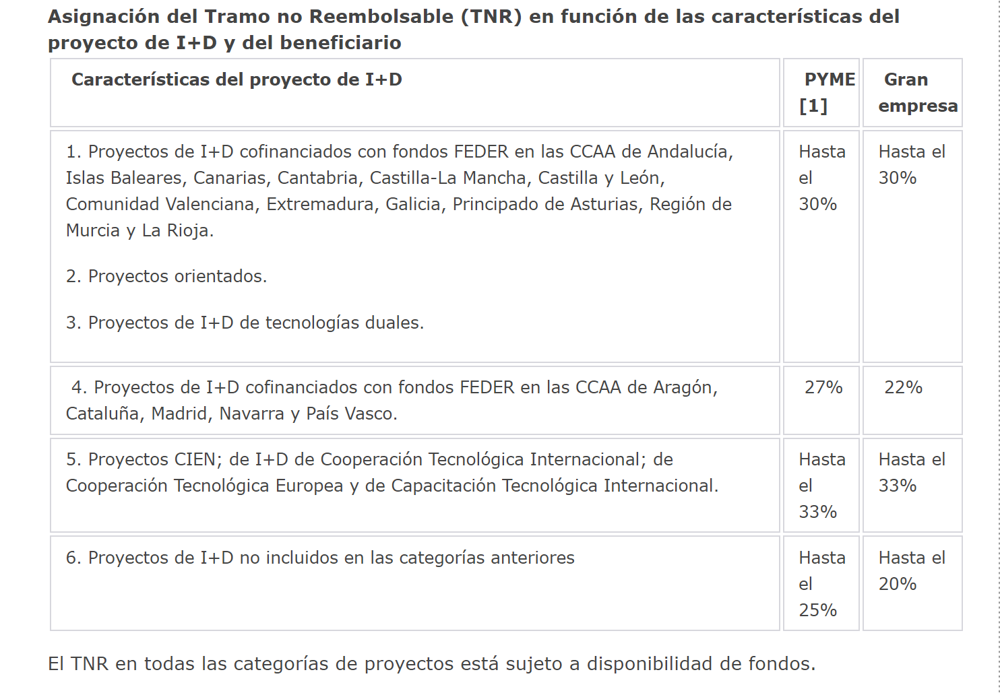 Asignación del Tramo no Reembolsable (TNR) en función de las características del
proyecto de I+D y del beneficiario
Características del proyecto de I+D
PYME
[1]
Gran
empresa
1. Proyectos de I+D cofinanciados con fondos FEDER en las CCAA de Andalucía,
Islas Baleares, Canarias, Cantabria, Castilla-La Mancha, Castilla y León,
Comunidad Valenciana, Extremadura, Galicia, Principado de Asturias, Región de
Murcia y La Rioja.
2. Proyectos orientados.
3. Proyectos de I+D de tecnologías duales.
Hasta
el
30%
Hasta el
30%
4. Proyectos de I+D cofinanciados con fondos FEDER en las CCAA de Aragón,
Cataluña, Madrid, Navarra y País Vasco.
27%
22%
5. Proyectos CIEN; de I+D de Cooperación Tecnológica Internacional; de
Cooperación Tecnológica Europea y de Capacitación Tecnológica Internacional.
Hasta
el
33%
Hasta el
33%
6. Proyectos de I+D no incluidos en las categorías anteriores
Hasta
el
25%
Hasta el
20%
El TNR en todas las categorías de proyectos está sujeto a disponibilidad de fondos.